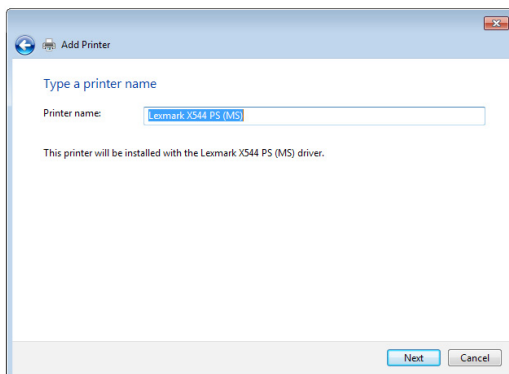 Add Printer
Type a printer name
Printer name: Lexmark X544 PS (MS)
This printer will be installed with the Lexmark X544 PS (MS) driver.
Next Cancel